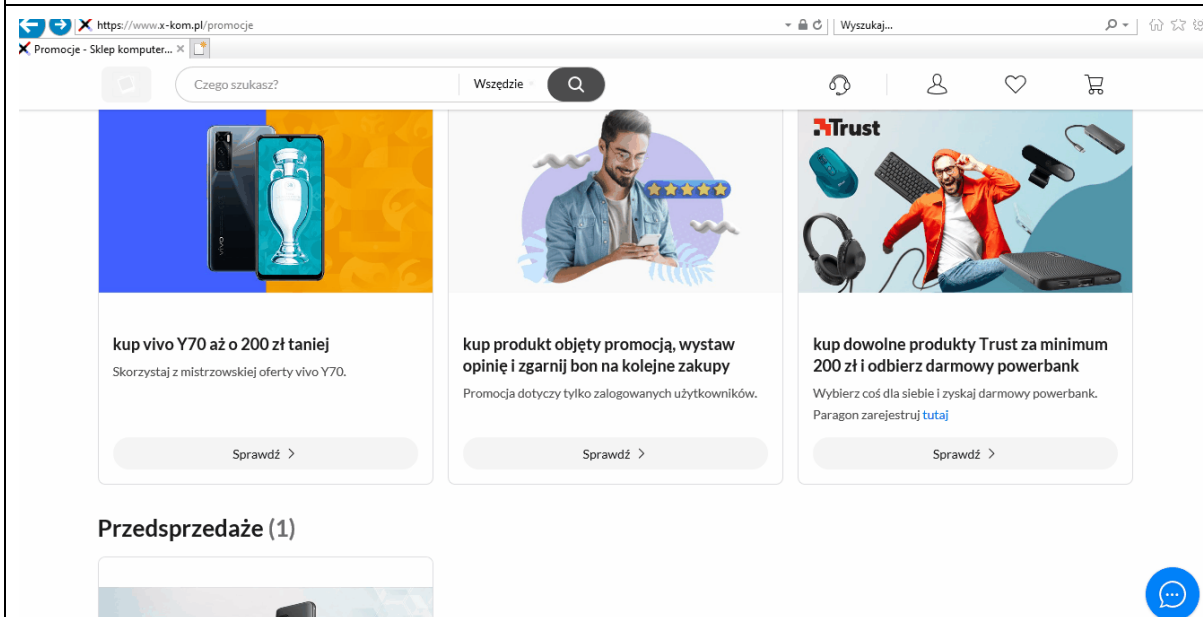 https://www.x-kom.pl/promocje
Wyszukaj...
Promocje - Sklep komputer...
Czego szukasz?
Wszędzie
Trust
vivo
kup vivo Y70 aż o 200 zł taniej
Skorzystaj z mistrzowskiej oferty vivo Y70.
Sprawdź
kup produkt objęty promocją, wystaw
opinię i zgarnij bon na kolejne zakupy
Promocja dotyczy tylko zalogowanych użytkowników.
Sprawdź
kup dowolne produkty Trust za minimum
200 zł i odbierz darmowy powerbank
Wybierz coś dla siebie i zyskaj darmowy powerbank.
Paragon zarejestruj tutaj
Sprawdź
Przedsprzedaże (1)